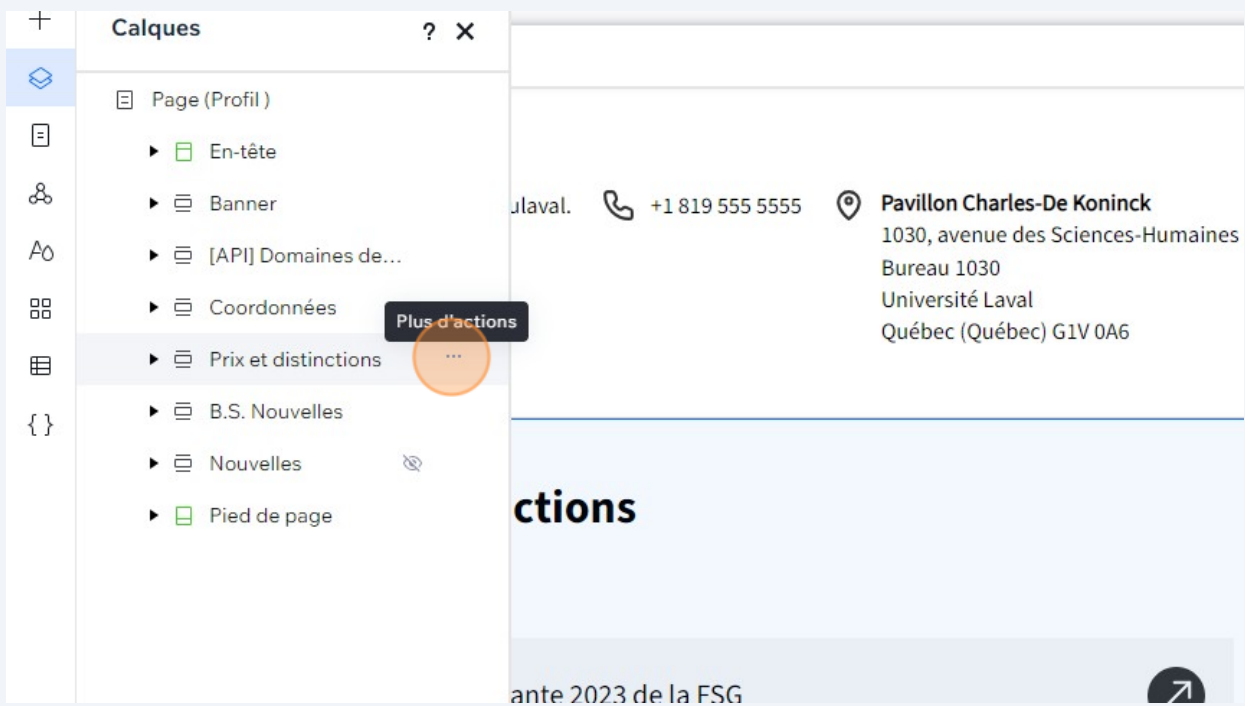 Calques ?
Page (Profil )
En-tête
Banner
[API] Domaines de...
Coordonnées
Plus d'actions
Prix et distinctions
B.S. Nouvelles
Nouvelles
Pied de page
{ }
ulaval.
+1 819 555 5555
Pavillon Charles-De Koninck
1030, avenue des Sciences-Humaines
Bureau 1030
Université Laval
Québec (Québec) G1V 0A6
ctions
ante 2023 de la FSG